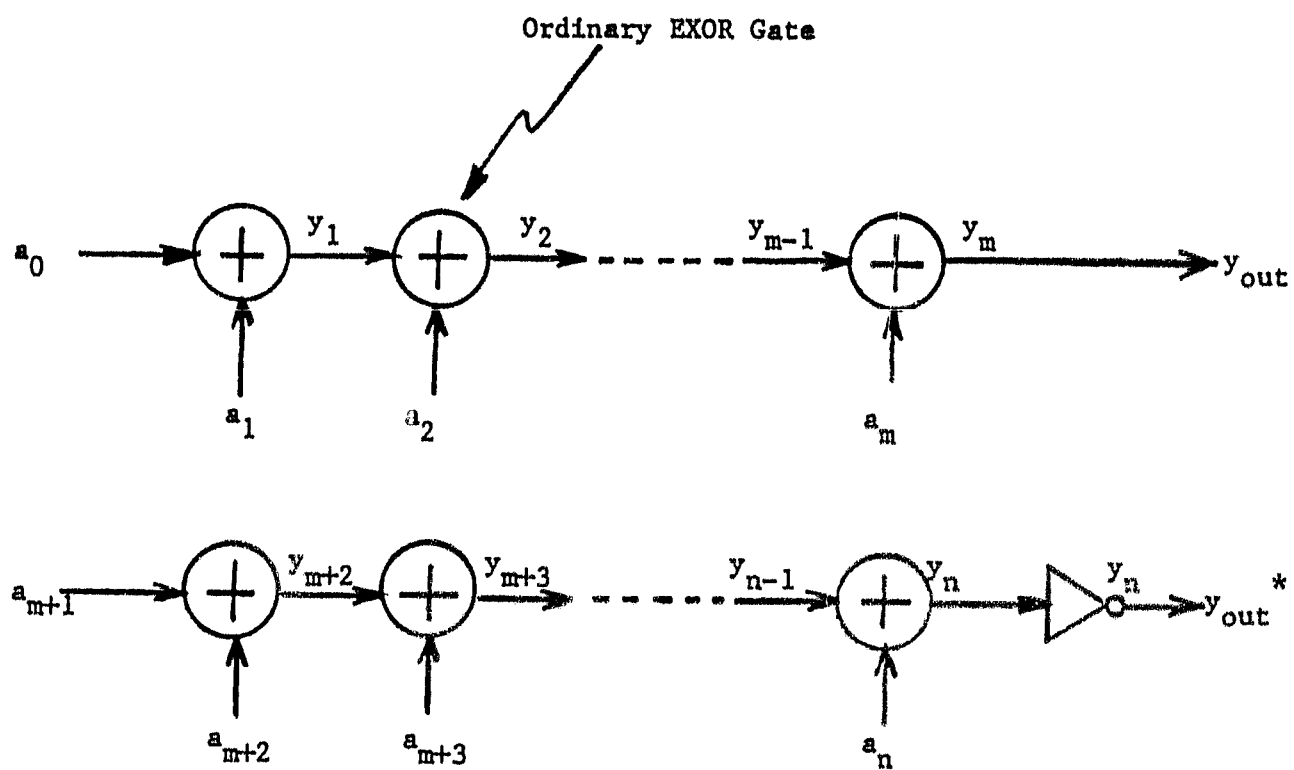 Ordinary EXOR Gate
a0 y1 y2 ym-1 ym yout
a1 a2 am
am+1 ym+2 ym+3 yn-1 yn yn yout*
am+2 am+3 an